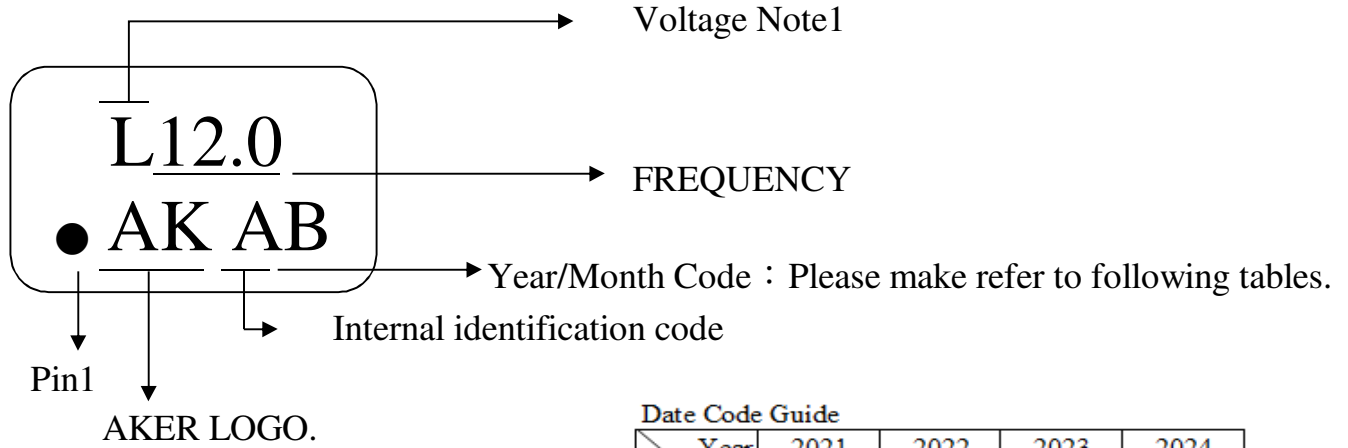 Voltage Note1
L12.0
FREQUENCY
● AK AB
Year/Month Code：Please make refer to following tables.
Internal identification code
Pin1
AKER LOGO.
Date Code Guide
Year 2021 2022 2023 2024